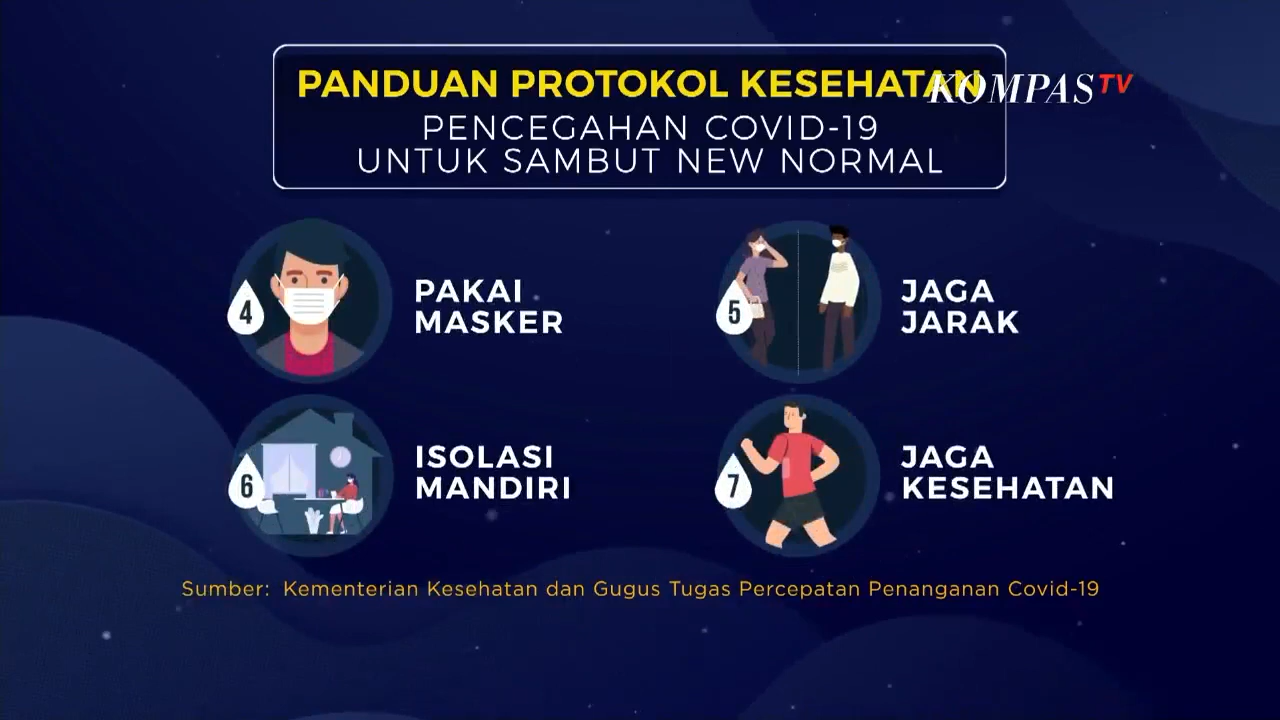 PANDUAN PROTOKOL KESEHATAN
KOMPAS TV
PENCEGAHAN COVID-19
UNTUK SAMBUT NEW NORMAL
4
PAKAI
MASKER
5
JAGA
JARAK
6
ISOLASI
MANDIRI
7
JAGA
KESEHATAN
Sumber: Kementerian Kesehatan dan Gugus Tugas Percepatan Penanganan Covid-19